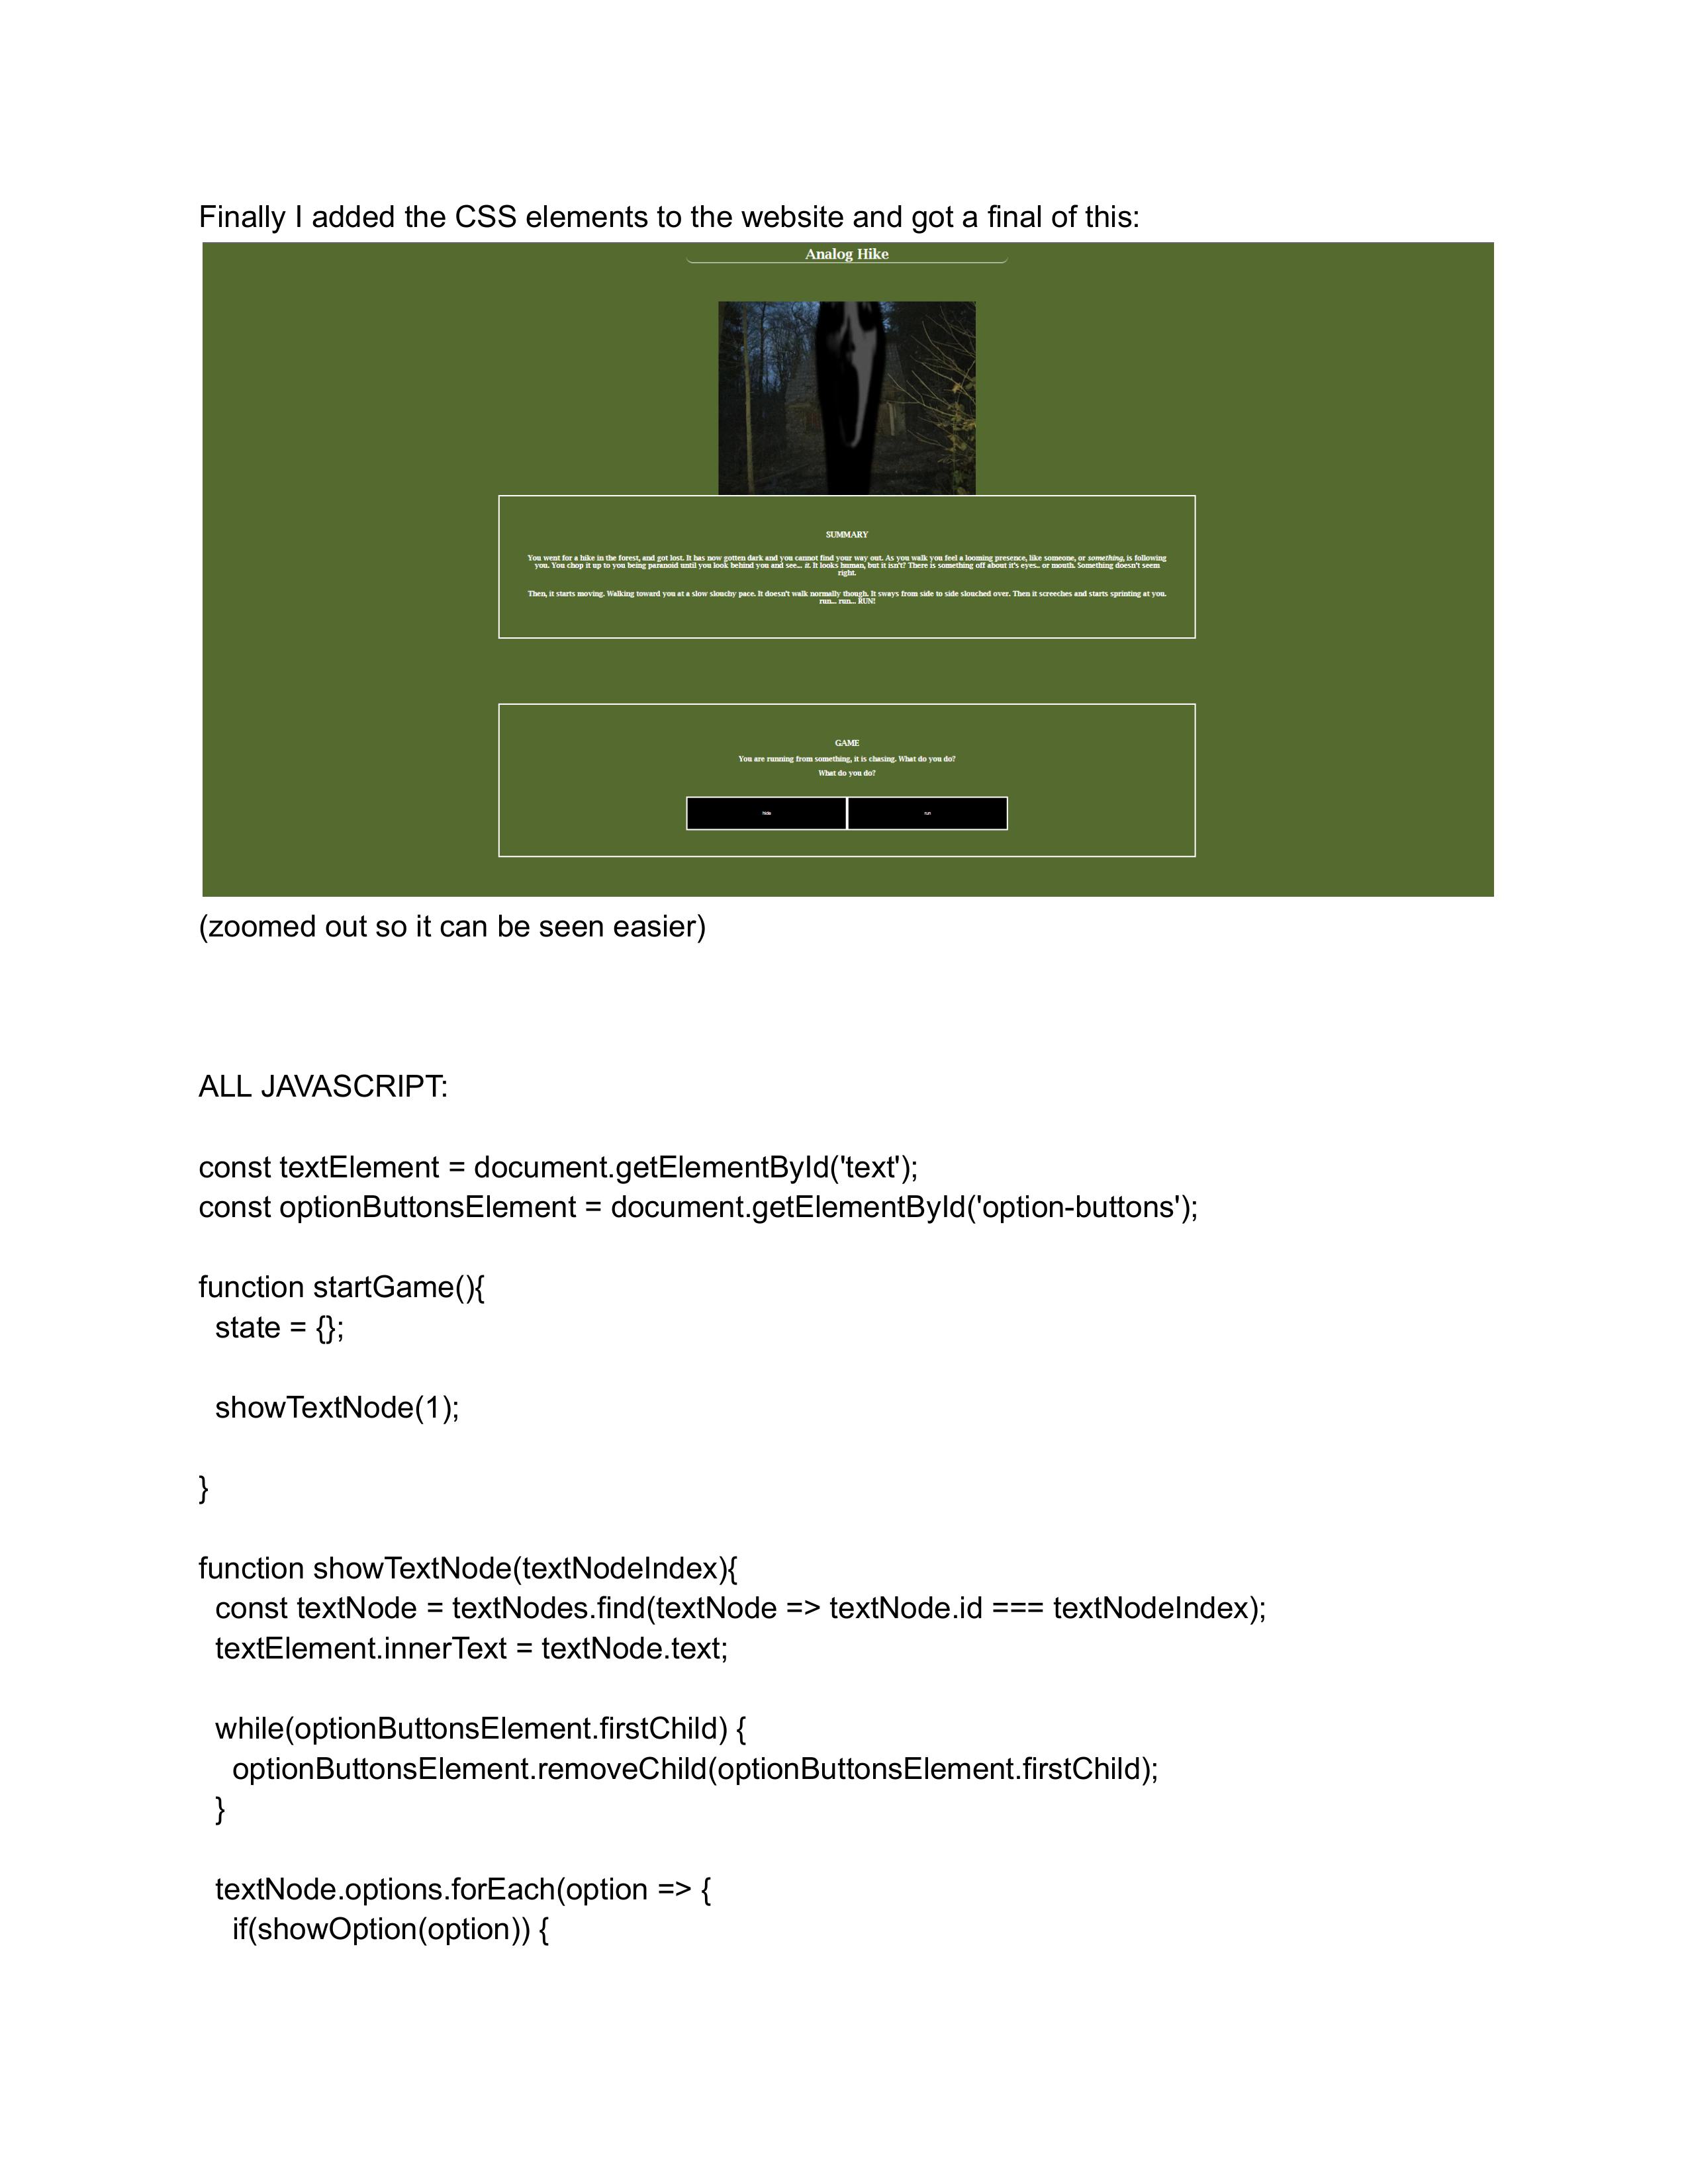 Finally I added the CSS elements to the website and got a final of this:
Analog Hike
SUMMARY
You went for a hike in the forest, and got lost. It has now gotten dark and you cannot find your way out. As you walk you feel a looming presence, like someone, or something, is following
you. You chop it up to you being paranoid until you look behind you and see... it. It looks human, but it isn't? There is something off about it's eyes.. or mouth. Something doesn't seem
right.
Then, it starts moving. Walking toward you at a slow slouchy pace. It doesn't walk normally though. It sways from side to side slouched over. Then it screeches and starts sprinting at you.
run... run... RUN!
GAME
You are running from something, it is chasing. What do you do?
What do you do?
hide run
(zoomed out so it can be seen easier)
ALL JAVASCRIPT:
const textElement = document.getElementById('text');
const optionButtonsElement = document.getElementById('option-buttons');
function startGame(){
state = {};
showTextNode(1);
}
function showTextNode(textNodeIndex){
const textNode = textNodes.find(textNode => textNode.id === textNodeIndex);
textElement.innerText = textNode.text;
while(optionButtonsElement.firstChild) {
optionButtonsElement.removeChild(optionButtonsElement.firstChild);
}
textNode.options.forEach(option => {
if(showOption(option)) {